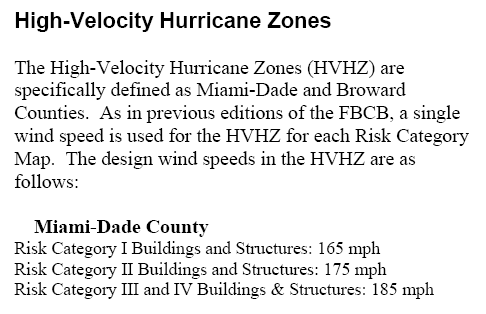 High-Velocity Hurricane Zones
The High-Velocity Hurricane Zones (HVHZ) are
specifically defined as Miami-Dade and Broward
Counties.  As in previous editions of the FBCB, a single
wind speed is used for the HVHZ for each Risk Category
Map.  The design wind speeds in the HVHZ are as
follows:
Miami-Dade County
Risk Category I Buildings and Structures: 165 mph
Risk Category II Buildings and Structures: 175 mph
Risk Category III and IV Buildings & Structures: 185 mph